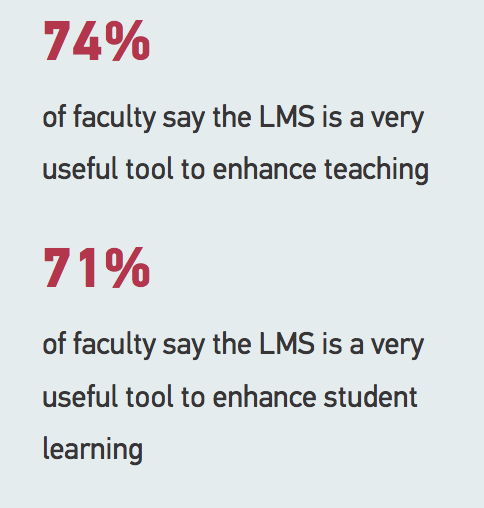 74%
of faculty say the LMS is a very
useful tool to enhance teaching
71%
of faculty say the LMS is a very
useful tool to enhance student
learning